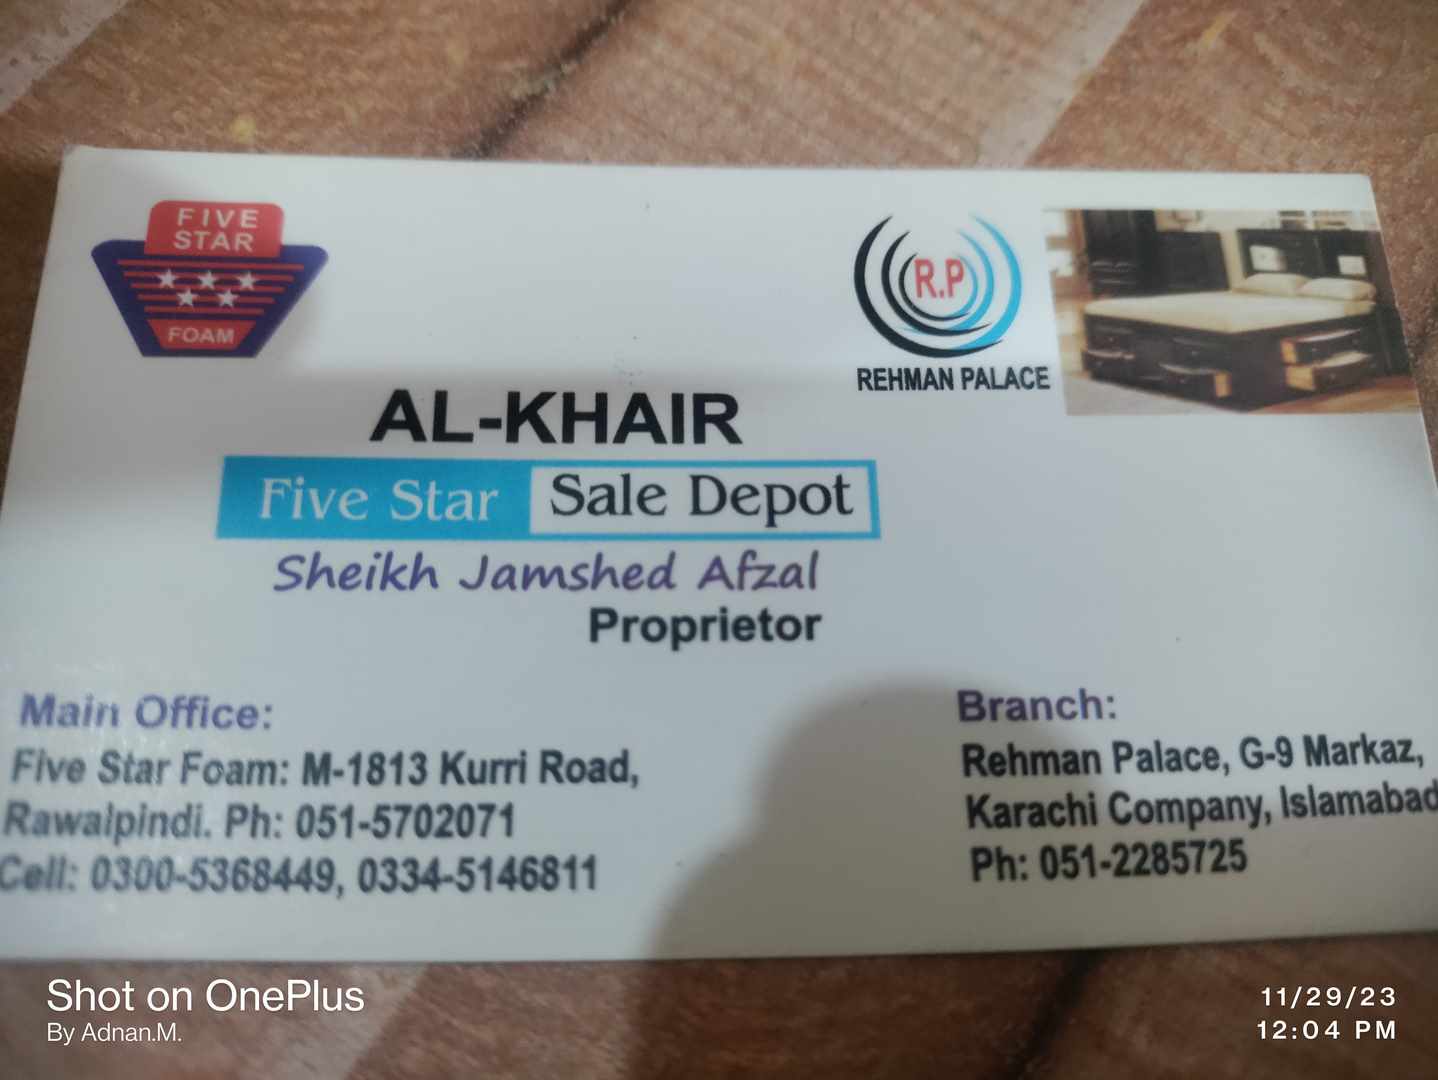 FIVE
STAR
FOAM
R.P
REHMAN PALACE
AL-KHAIR
Five Star Sale Depot
Sheikh Jamshed Afzal
Proprietor
Main Office:
Five Star Foam: M-1813 Kurri Road,
Rawalpindi. Ph: 051-5702071
Cell: 0300-5368449, 0334-5146811
Branch:
Rehman Palace, G-9 Markaz,
Karachi Company, Islamabad
Ph: 051-2285725
Shot on OnePlus
By Adnan.M.
11/29/23
12:04 PM